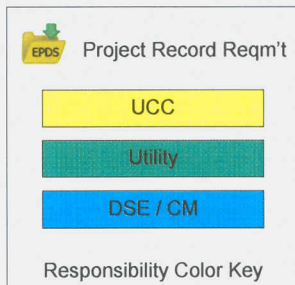 EPDS
Project Record Reqm't
UCC
Utility
DSE / CM
Responsibility Color Key